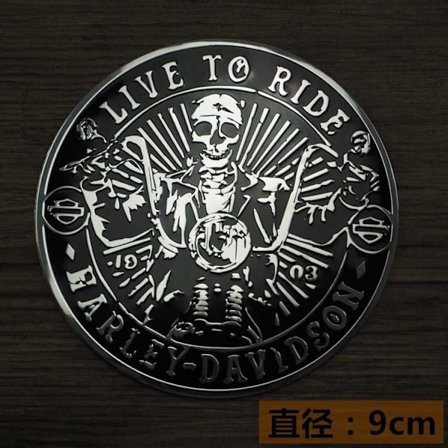 LIVE TO RIDE
19 03
HARLEY-DAVIDSON
直径：9cm